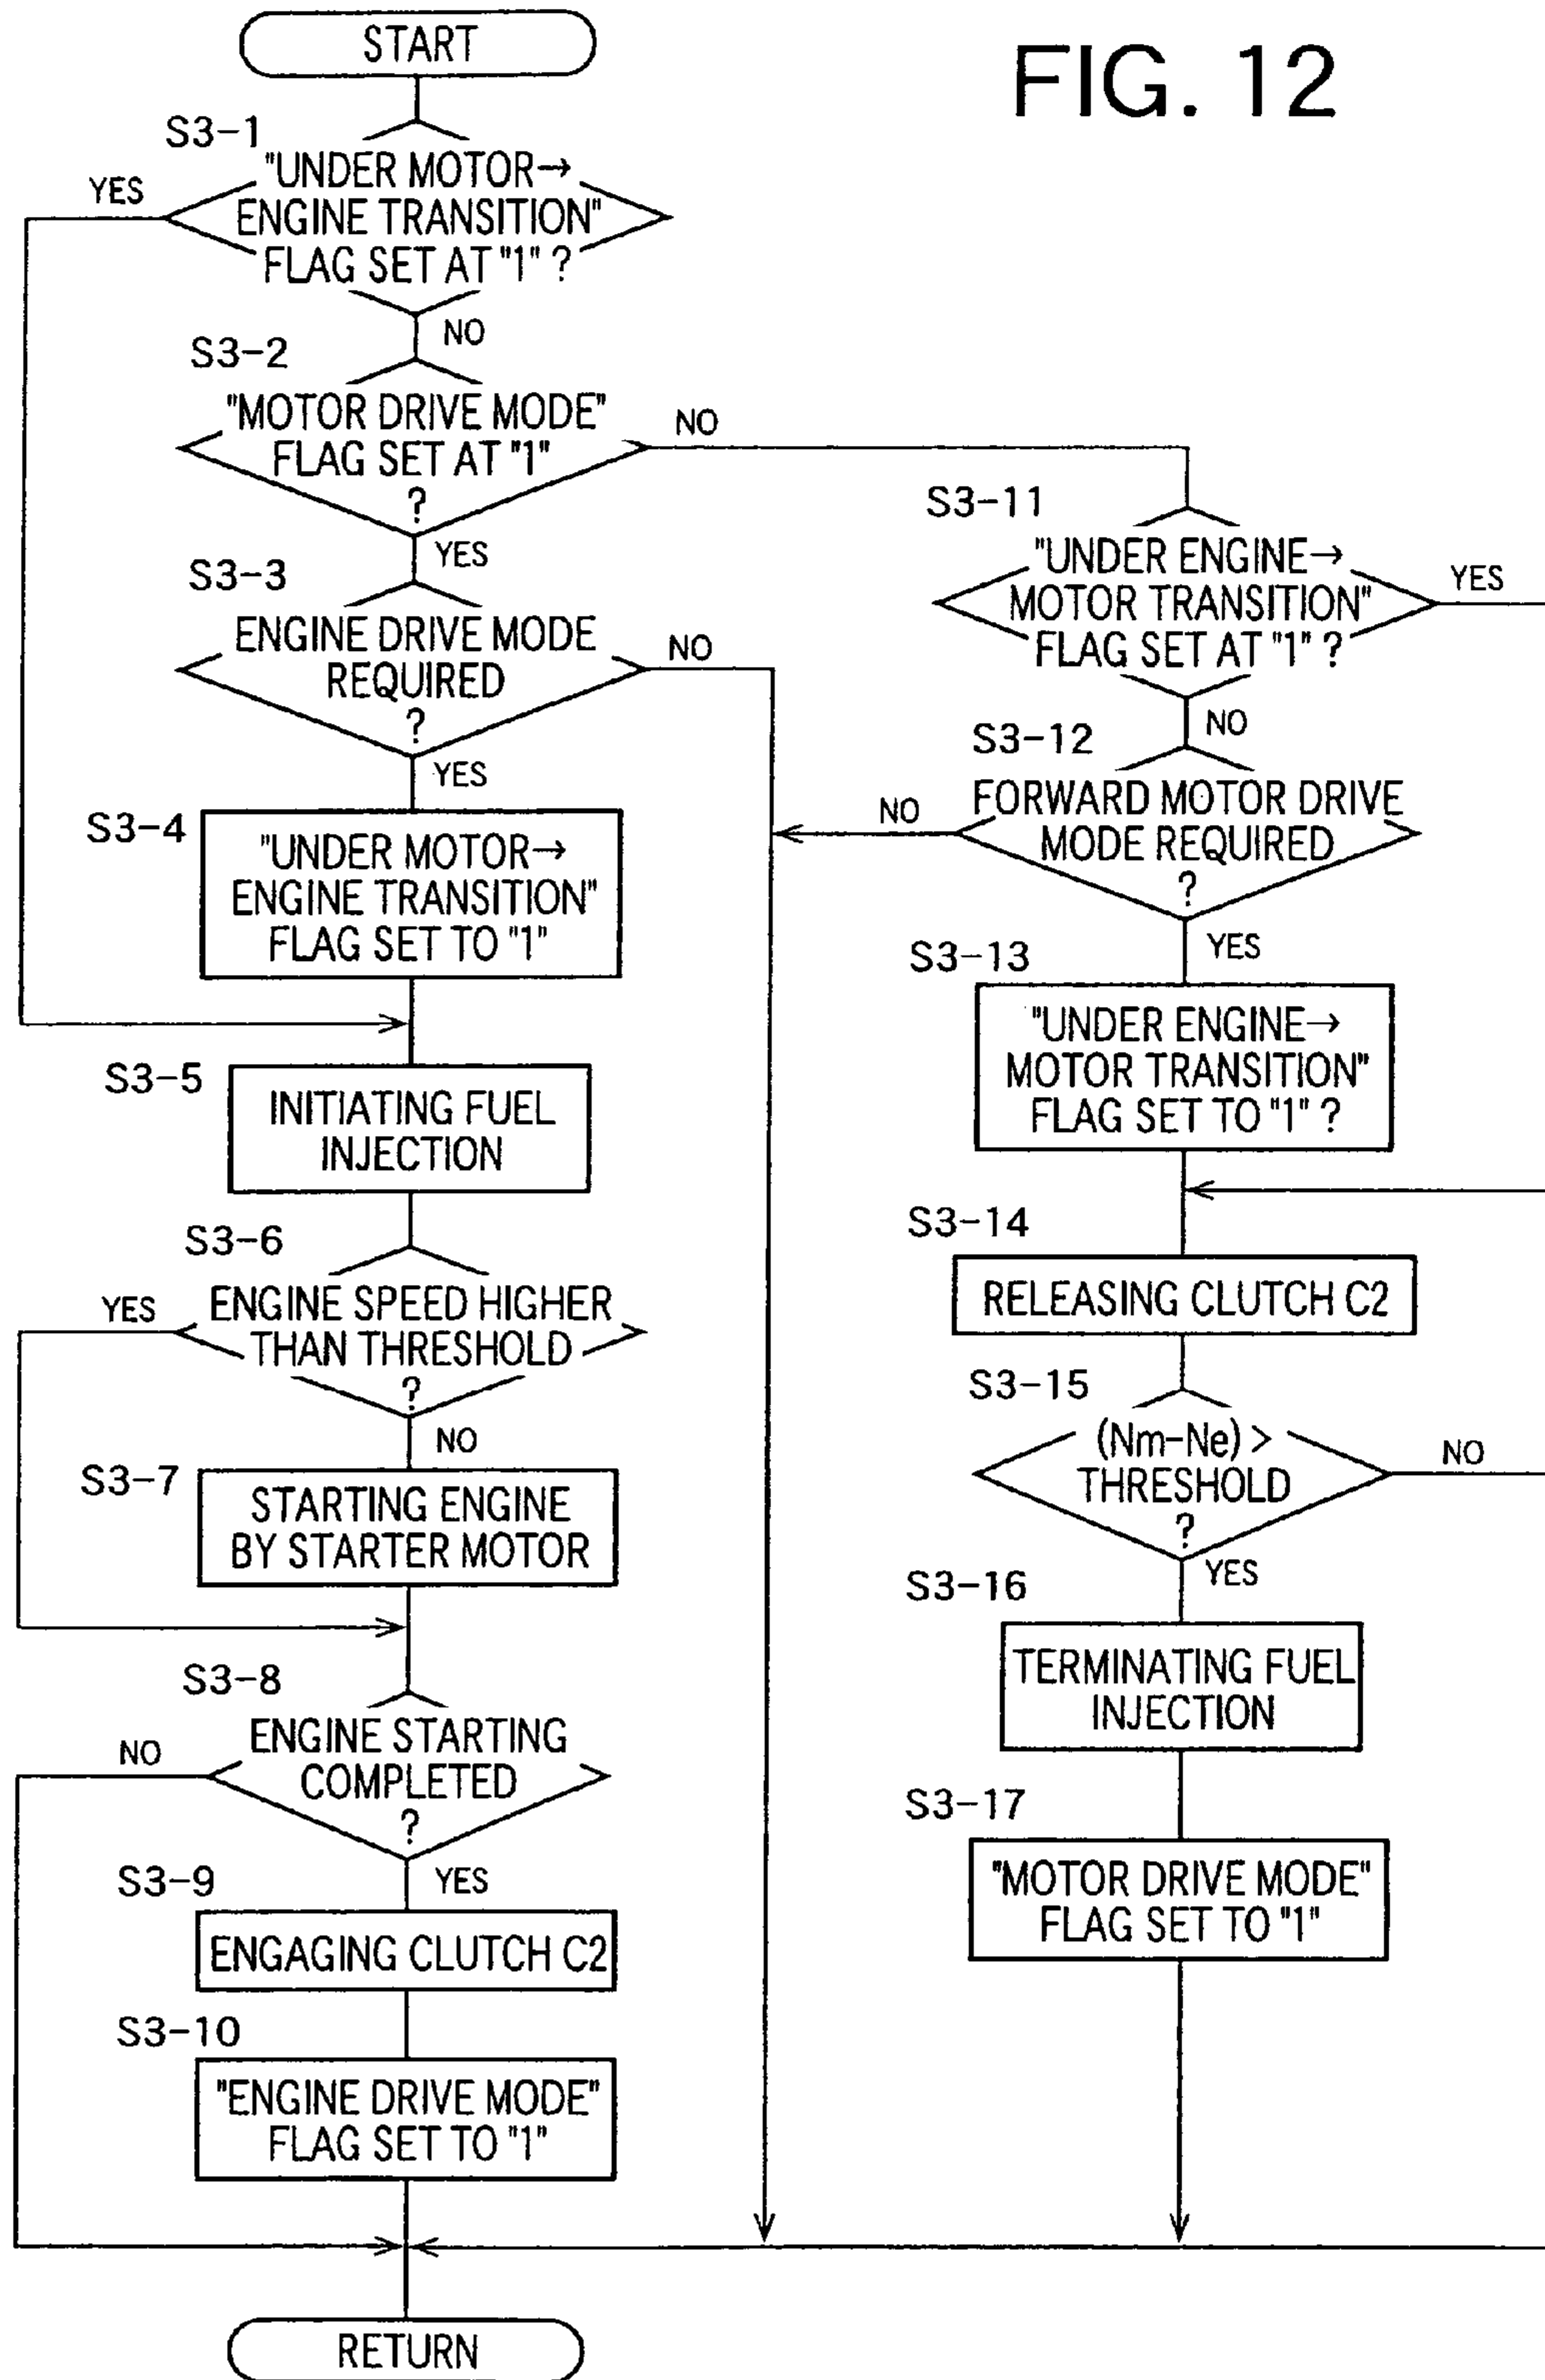 FIG. 12
START
S3-1
"UNDER MOTOR→
ENGINE TRANSITION"
FLAG SET AT "1" ?
YES
NO
S3-2
"MOTOR DRIVE MODE"
FLAG SET AT "1"
?
NO
YES
S3-3
ENGINE DRIVE MODE
REQUIRED
?
NO
YES
S3-4
"UNDER MOTOR→
ENGINE TRANSITION"
FLAG SET TO "1"
S3-5
INITIATING FUEL
INJECTION
S3-6
ENGINE SPEED HIGHER
THAN THRESHOLD
?
YES
NO
S3-7
STARTING ENGINE
BY STARTER MOTOR
S3-8
ENGINE STARTING
COMPLETED
?
NO
YES
S3-9
ENGAGING CLUTCH C2
S3-10
"ENGINE DRIVE MODE"
FLAG SET TO "1"
RETURN
S3-11
"UNDER ENGINE→
MOTOR TRANSITION"
FLAG SET AT "1" ?
YES
NO
S3-12
FORWARD MOTOR DRIVE
MODE REQUIRED
?
NO
YES
S3-13
"UNDER ENGINE→
MOTOR TRANSITION"
FLAG SET TO "1" ?
S3-14
RELEASING CLUTCH C2
S3-15
(Nm-Ne) >
THRESHOLD
?
NO
YES
S3-16
TERMINATING FUEL
INJECTION
S3-17
"MOTOR DRIVE MODE"
FLAG SET TO "1"